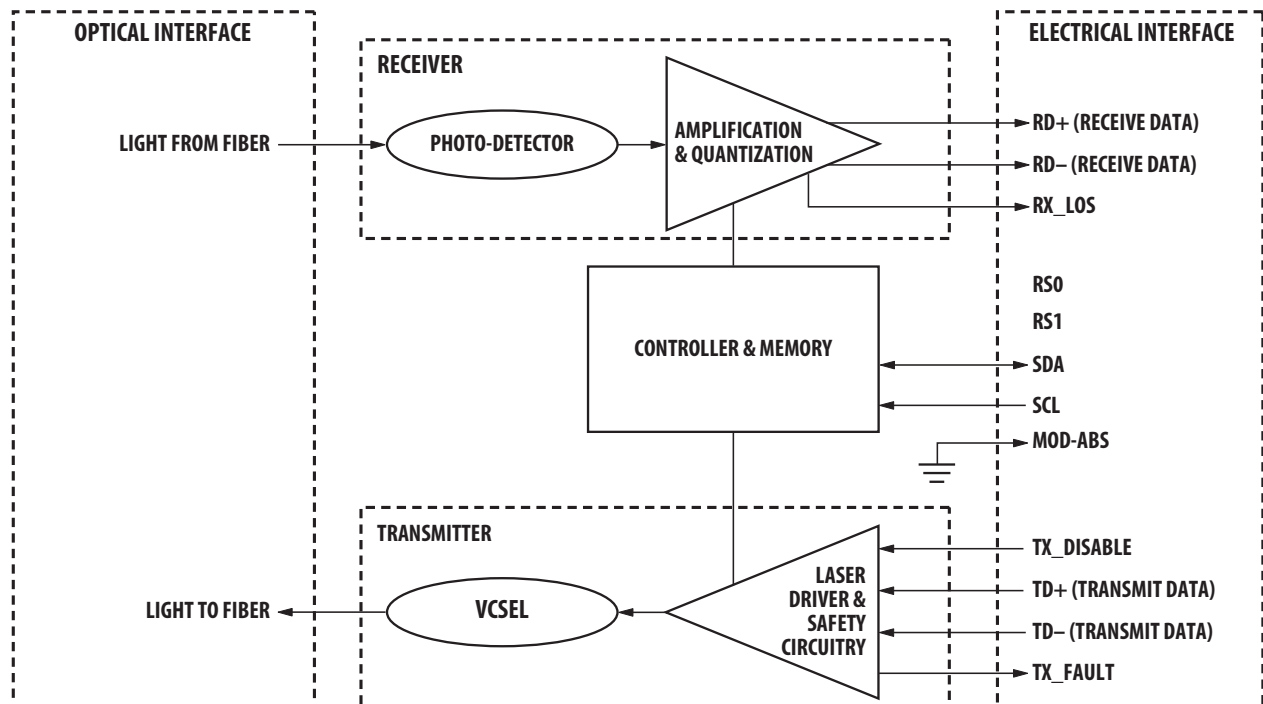 OPTICAL INTERFACE
ELECTRICAL INTERFACE
RECEIVER
LIGHT FROM FIBER
PHOTO-DETECTOR
AMPLIFICATION
& QUANTIZATION
RD+ (RECEIVE DATA)
RD– (RECEIVE DATA)
RX_LOS
RS0
RS1
CONTROLLER & MEMORY
SDA
SCL
MOD-ABS
TRANSMITTER
LIGHT TO FIBER
VCSEL
LASER
DRIVER &
SAFETY
CIRCUITRY
TX_DISABLE
TD+ (TRANSMIT DATA)
TD– (TRANSMIT DATA)
TX_FAULT